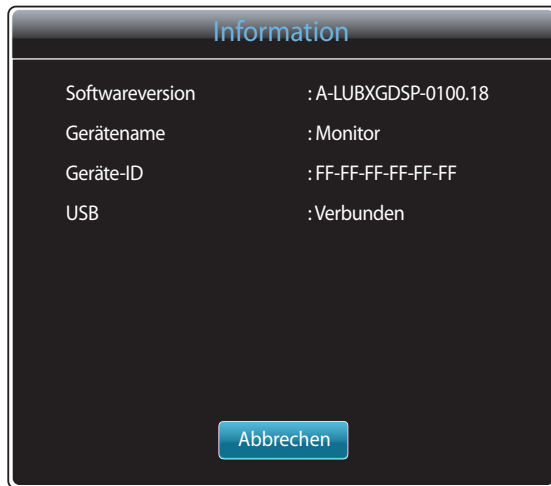 Information
Softwareversion : A-LUBXGDSP-0100.18
Gerätename : Monitor
Geräte-ID : FF-FF-FF-FF-FF-FF
USB : Verbunden
Abbrechen